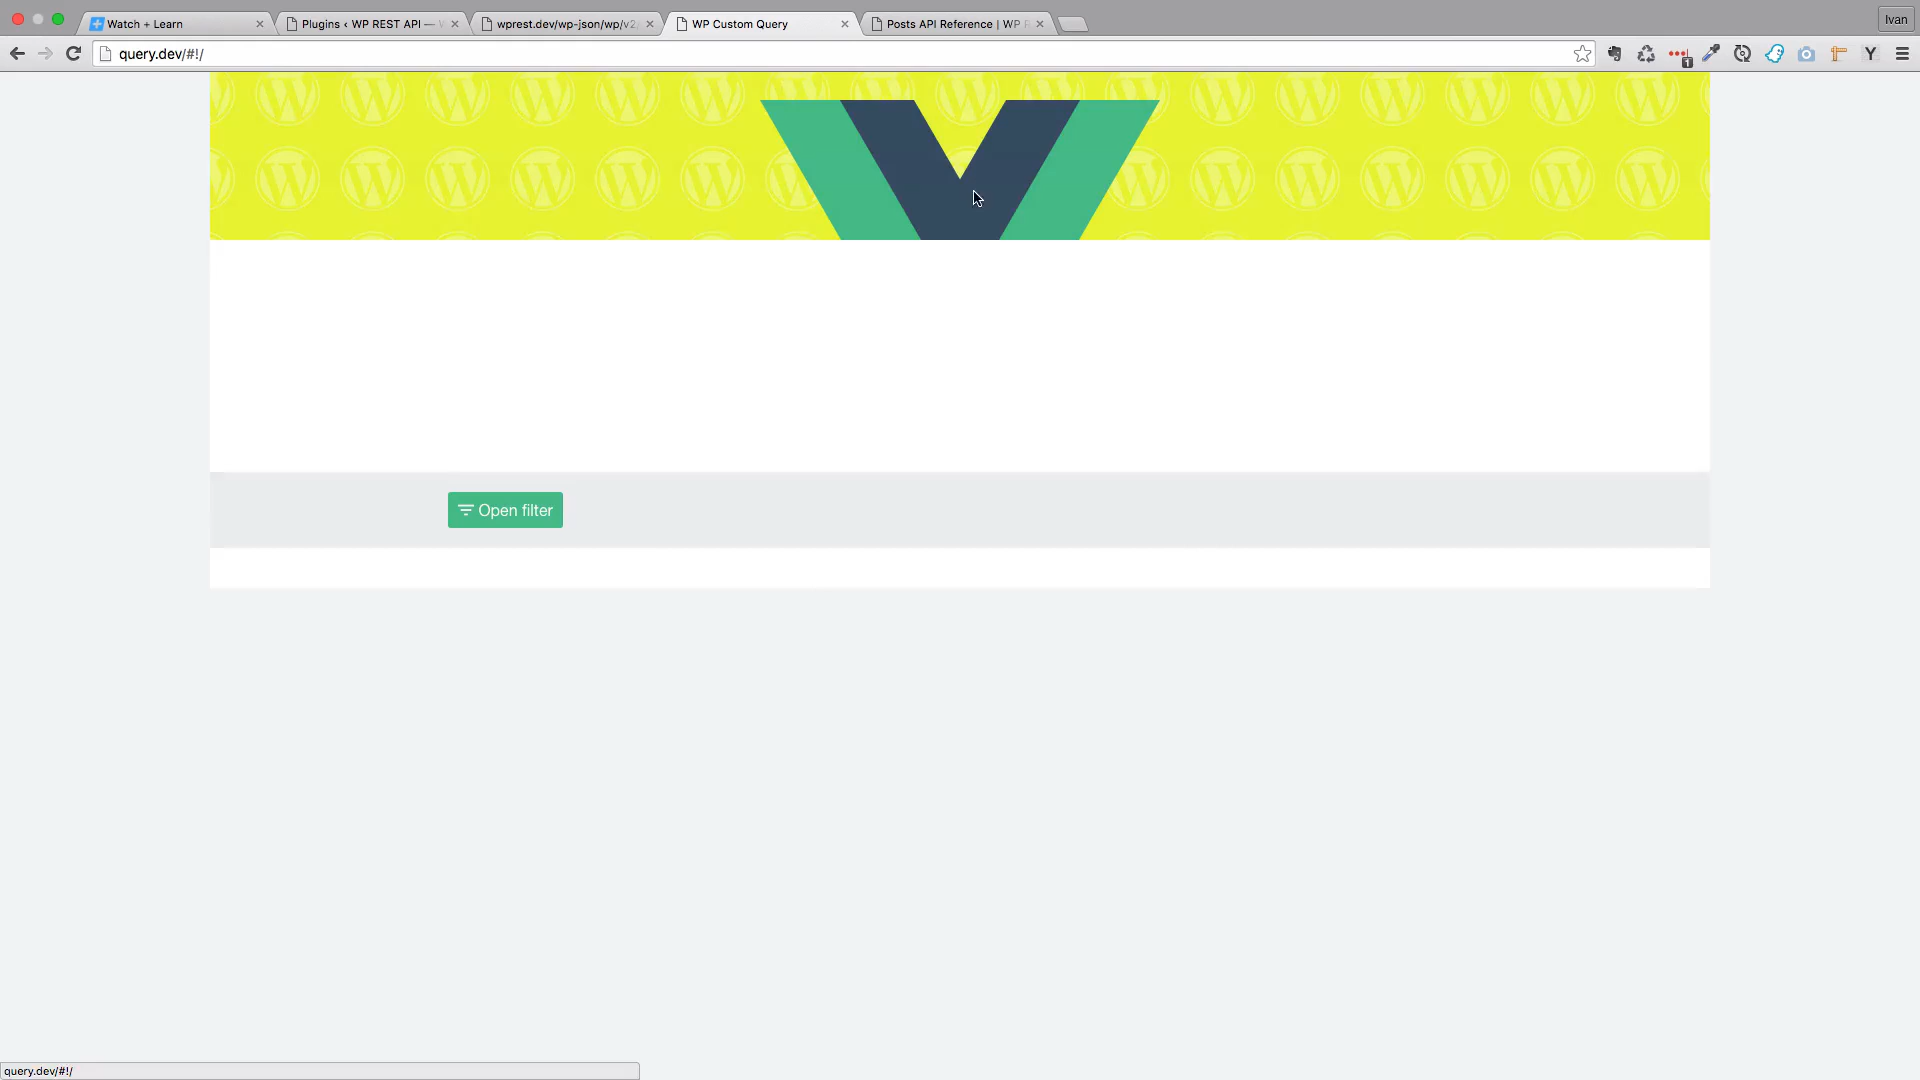 Watch + Learn
Plugins ‹ WP REST API —
wprest.dev/wp-json/wp/v2
WP Custom Query
Posts API Reference | WP R
Ivan
query.dev/#!/
1
Y
Open filter
query.dev/#!/